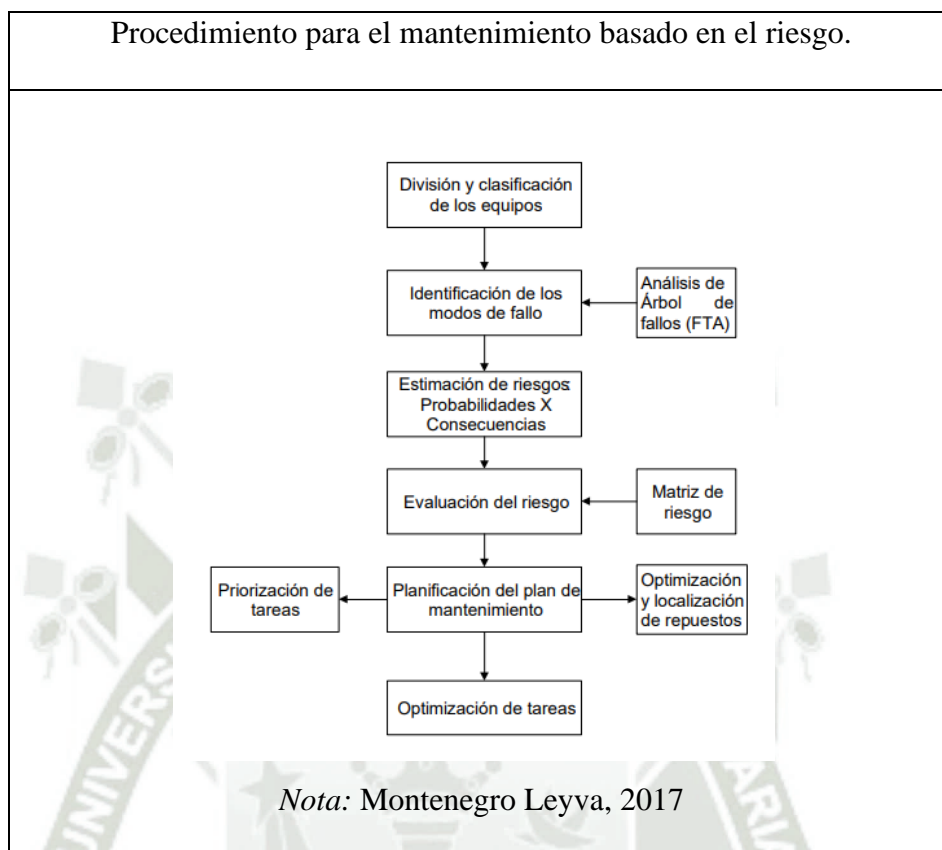 Procedimiento para el mantenimiento basado en el riesgo.
División y clasificación
de los equipos
Identificación de los
modos de fallo
Análisis de
Árbol de
fallos (FTA)
Estimación de riesgos:
Probabilidades X
Consecuencias
Evaluación del riesgo
Matriz de
riesgo
Priorización de
tareas
Planificación del plan de
mantenimiento
Optimización
y localización
de repuestos
Optimización de tareas
Nota: Montenegro Leyva, 2017